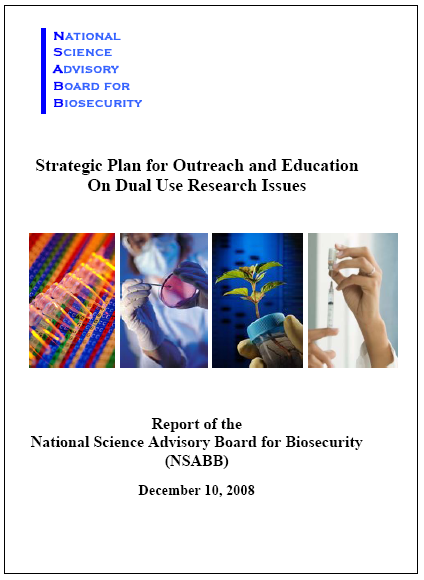 NATIONAL
SCIENCE
ADVISORY
BOARD FOR
BIOSECURITY
Strategic Plan for Outreach and Education
On Dual Use Research Issues
Report of the
National Science Advisory Board for Biosecurity
(NSABB)
December 10, 2008